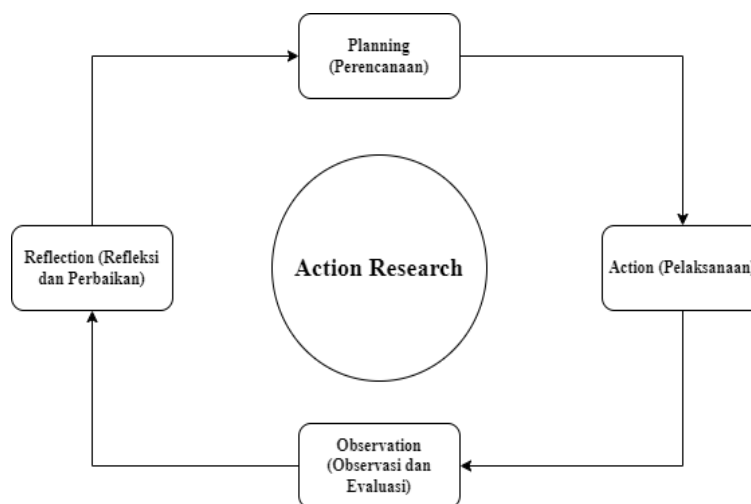 Planning
(Perencanaan)
Reflection (Refleksi
dan Perbaikan)
Action Research
Action (Pelaksanaan)
Observation
(Observasi dan
Evaluasi)